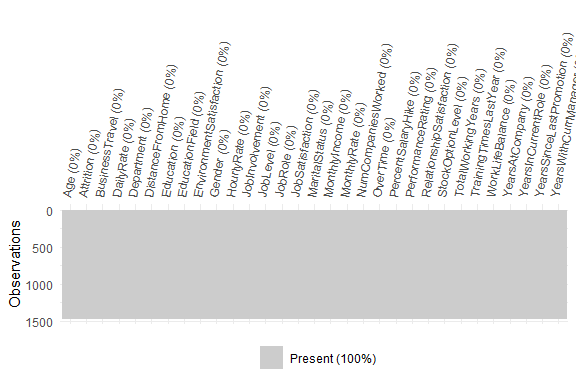 Age (0%)
Attrition (0%)
BusinessTravel (0%)
DailyRate (0%)
Department (0%)
DistanceFromHome (0%)
Education (0%)
EducationField (0%)
EnvironmentSatisfaction (0%)
Gender (0%)
HourlyRate (0%)
JobInvolvement (0%)
JobLevel (0%)
JobRole (0%)
JobSatisfaction (0%)
MaritalStatus (0%)
MonthlyIncome (0%)
MonthlyRate (0%)
NumCompaniesWorked (0%)
OverTime (0%)
PercentSalaryHike (0%)
PerformanceRating (0%)
RelationshipSatisfaction (0%)
StockOptionLevel (0%)
TotalWorkingYears (0%)
TrainingTimesLastYear (0%)
WorkLifeBalance (0%)
YearsAtCompany (0%)
YearsInCurrentRole (0%)
YearsSinceLastPromotion (0%)
YearsWithCurrManager
Observations
0
500
1000
1500
Present (100%)